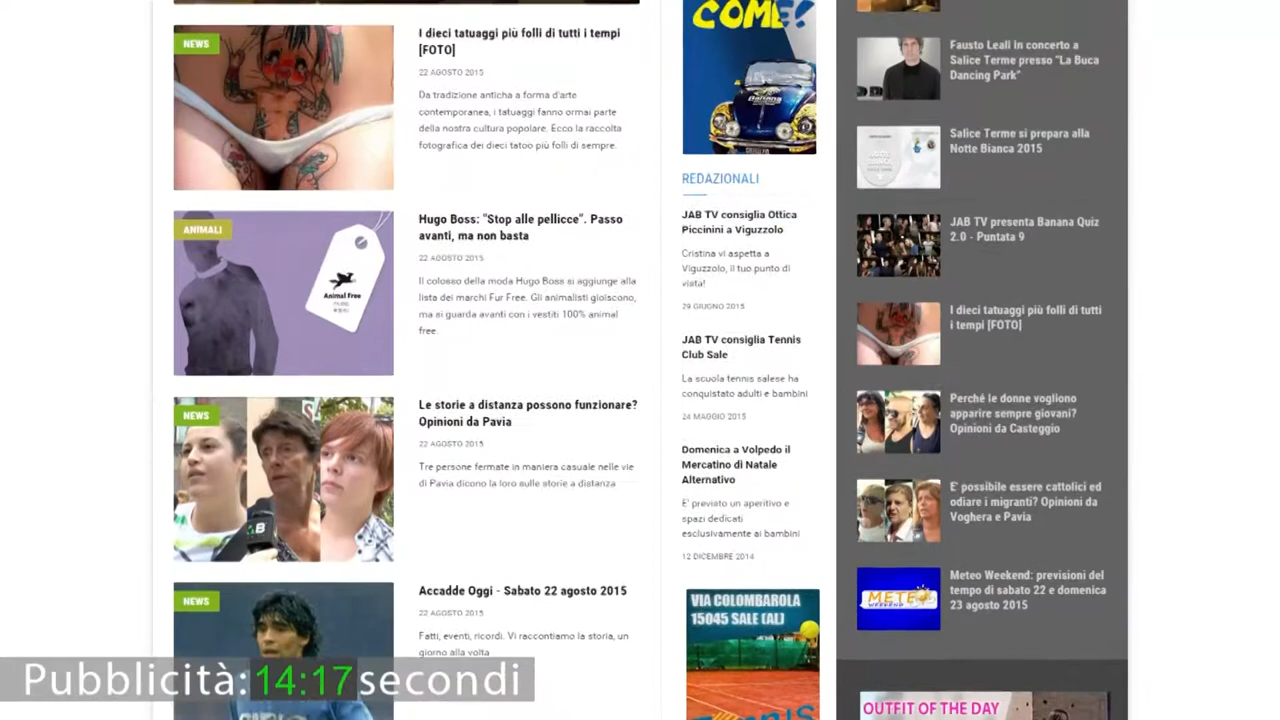 NEWS
I dieci tatuaggi più folli di tutti i tempi
[FOTO]
22 AGOSTO 2015
Da tradizione antica a forma d'arte
contemporanea, i tatuaggi fanno ormai parte
della nostra cultura popolare. Ecco la raccolta
fotografica dei dieci tatoo più folli di sempre.
ANIMALI
Animal Free
Hugo Boss: "Stop alle pellicce". Passo
avanti, ma non basta
22 AGOSTO 2015
Il colosso della moda Hugo Boss si aggiunge alla
lista dei marchi Fur Free. Gli animalisti gioiscono,
ma si guarda avanti con i vestiti 100% animal
free.
NEWS
Le storie a distanza possono funzionare?
Opinioni da Pavia
22 AGOSTO 2015
Tre persone fermate in maniera casuale nelle vie
di Pavia dicono la loro sulle storie a distanza
NEWS
Accadde Oggi - Sabato 22 agosto 2015
22 AGOSTO 2015
Fatti, eventi, ricordi. Vi raccontiamo la storia, un
giorno alla volta
COME!
Banana
REDAZIONALI
JAB TV consiglia Ottica
Piccinini a Viguzzolo
Cristina vi aspetta a
Viguzzolo, il tuo punto di
vista!
29 GIUGNO 2015
JAB TV consiglia Tennis
Club Sale
La scuola tennis salese ha
conquistato adulti e bambini
24 MAGGIO 2015
Domenica a Volpedo il
Mercatino di Natale
Alternativo
E' previsto un aperitivo e
spazi dedicati
esclusivamente ai bambini
12 DICEMBRE 2014
VIA COLOMBAROLA
15045 SALE (AL)
Tennis
Fausto Leali in concerto a
Salice Terme presso "La Buca
Dancing Park"
Salice Terme si prepara alla
Notte Bianca 2015
JAB TV presenta Banana Quiz
2.0 - Puntata 9
I dieci tatuaggi più folli di tutti
i tempi [FOTO]
Perché le donne vogliono
apparire sempre giovani?
Opinioni da Casteggio
E' possibile essere cattolici ed
odiare i migranti? Opinioni da
Voghera e Pavia
METEO
WEEKEND
Meteo Weekend: previsioni del
tempo di sabato 22 e domenica
23 agosto 2015
OUTFIT OF THE DAY
Pubblicità: 14:17 secondi